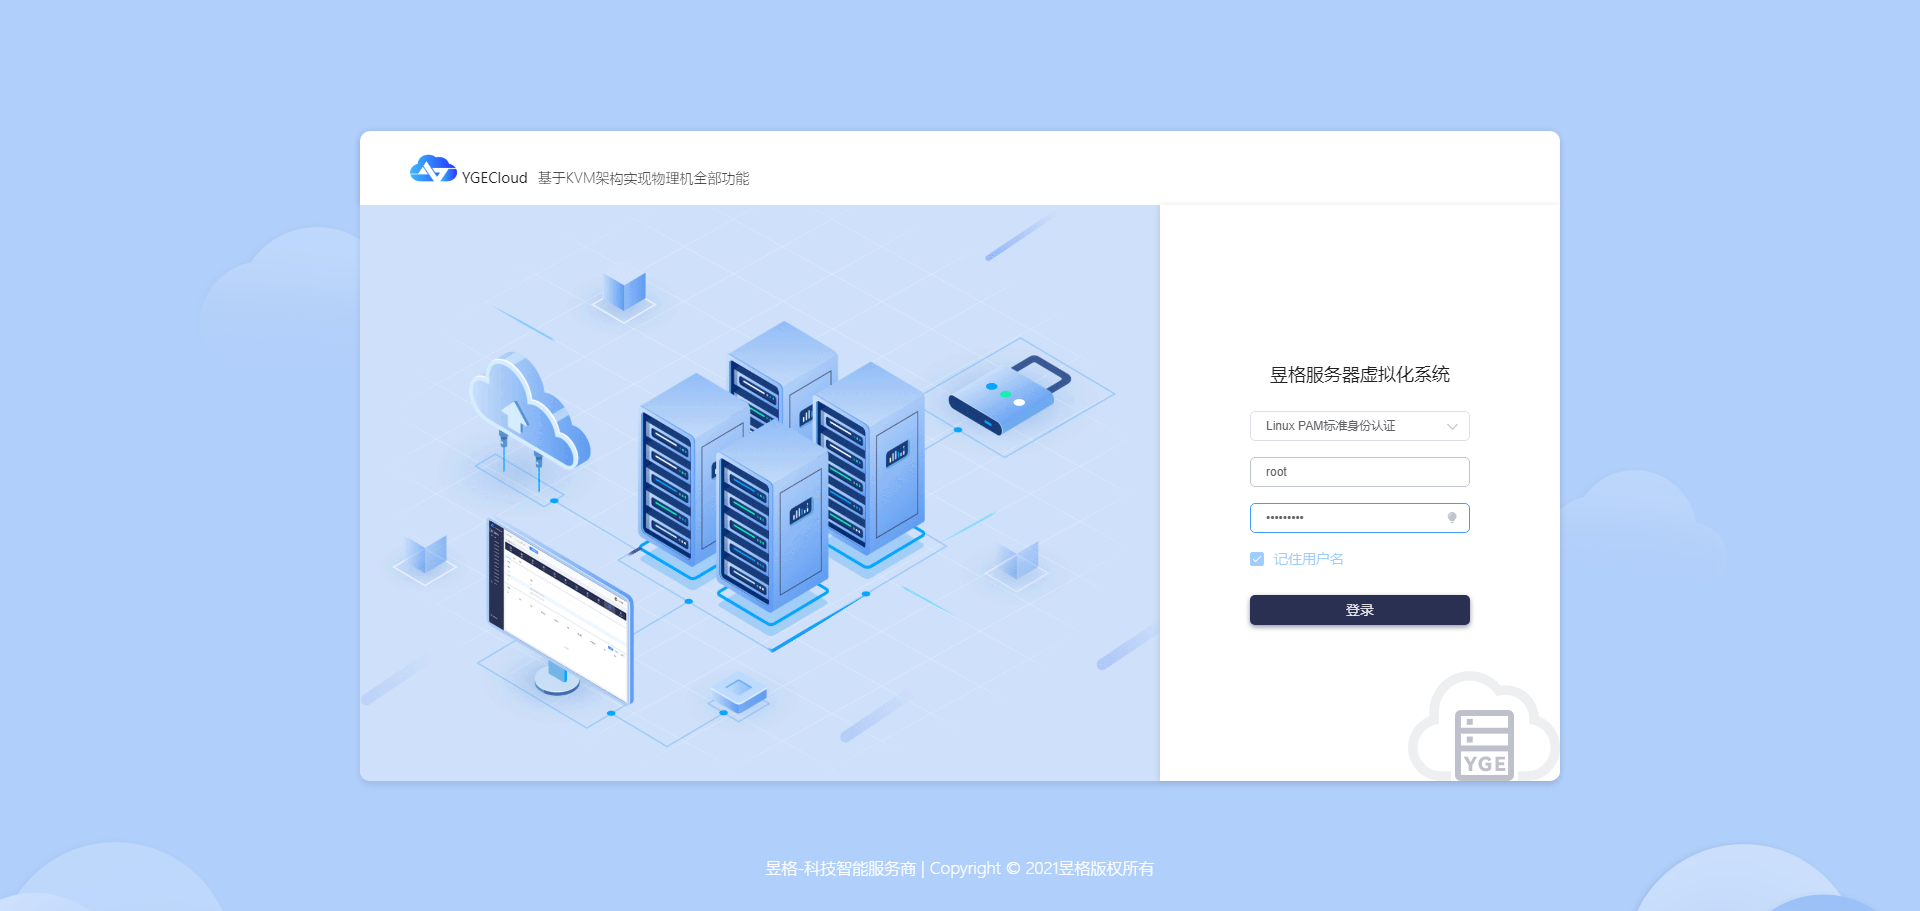 YGECloud 基于KVM架构实现物理机全部功能
昱格服务器虚拟化系统
Linux PAM标准身份认证
root
•••••••••
记住用户名
登录
YGE
昱格-科技智能服务商 | Copyright © 2021昱格版权所有